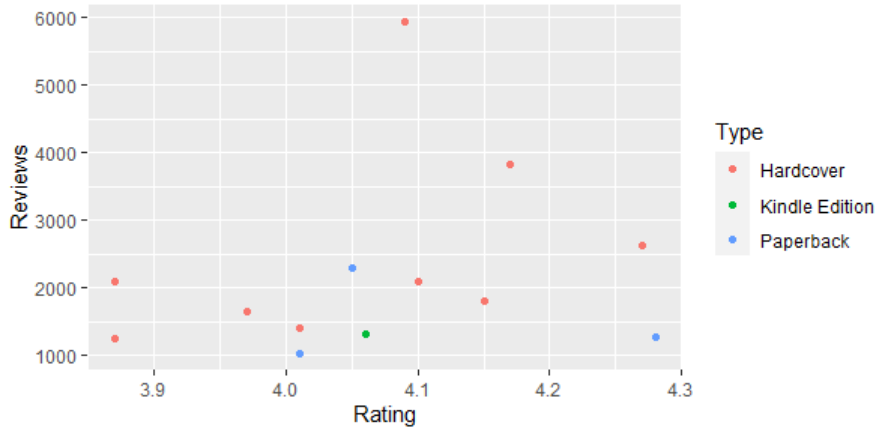 6000
5000
4000
3000
2000
1000
Reviews
3.9 4.0 4.1 4.2 4.3
Rating
Type
Hardcover
Kindle Edition
Paperback